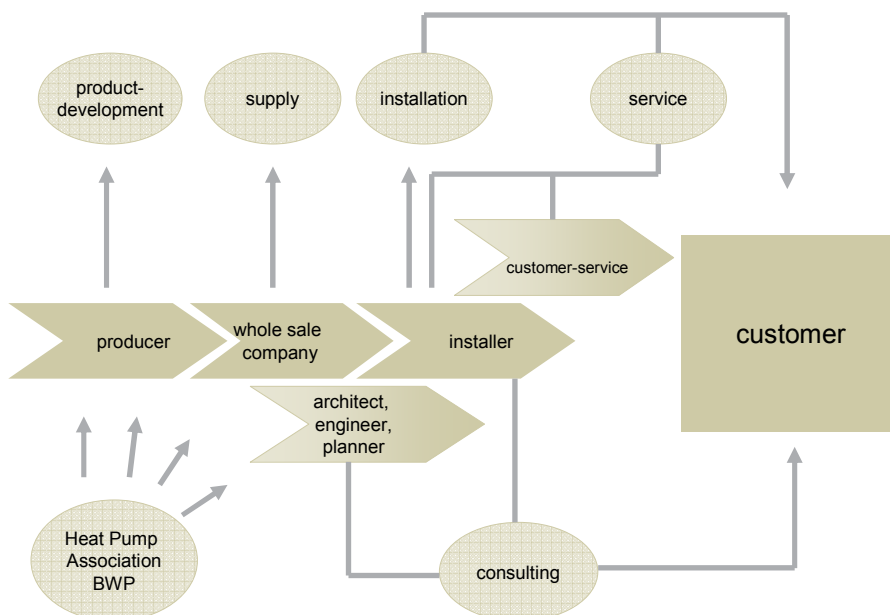 product-
development
supply
installation
service
customer-service
customer
producer
whole sale
company
installer
architect,
engineer,
planner
Heat Pump
Association
BWP
consulting